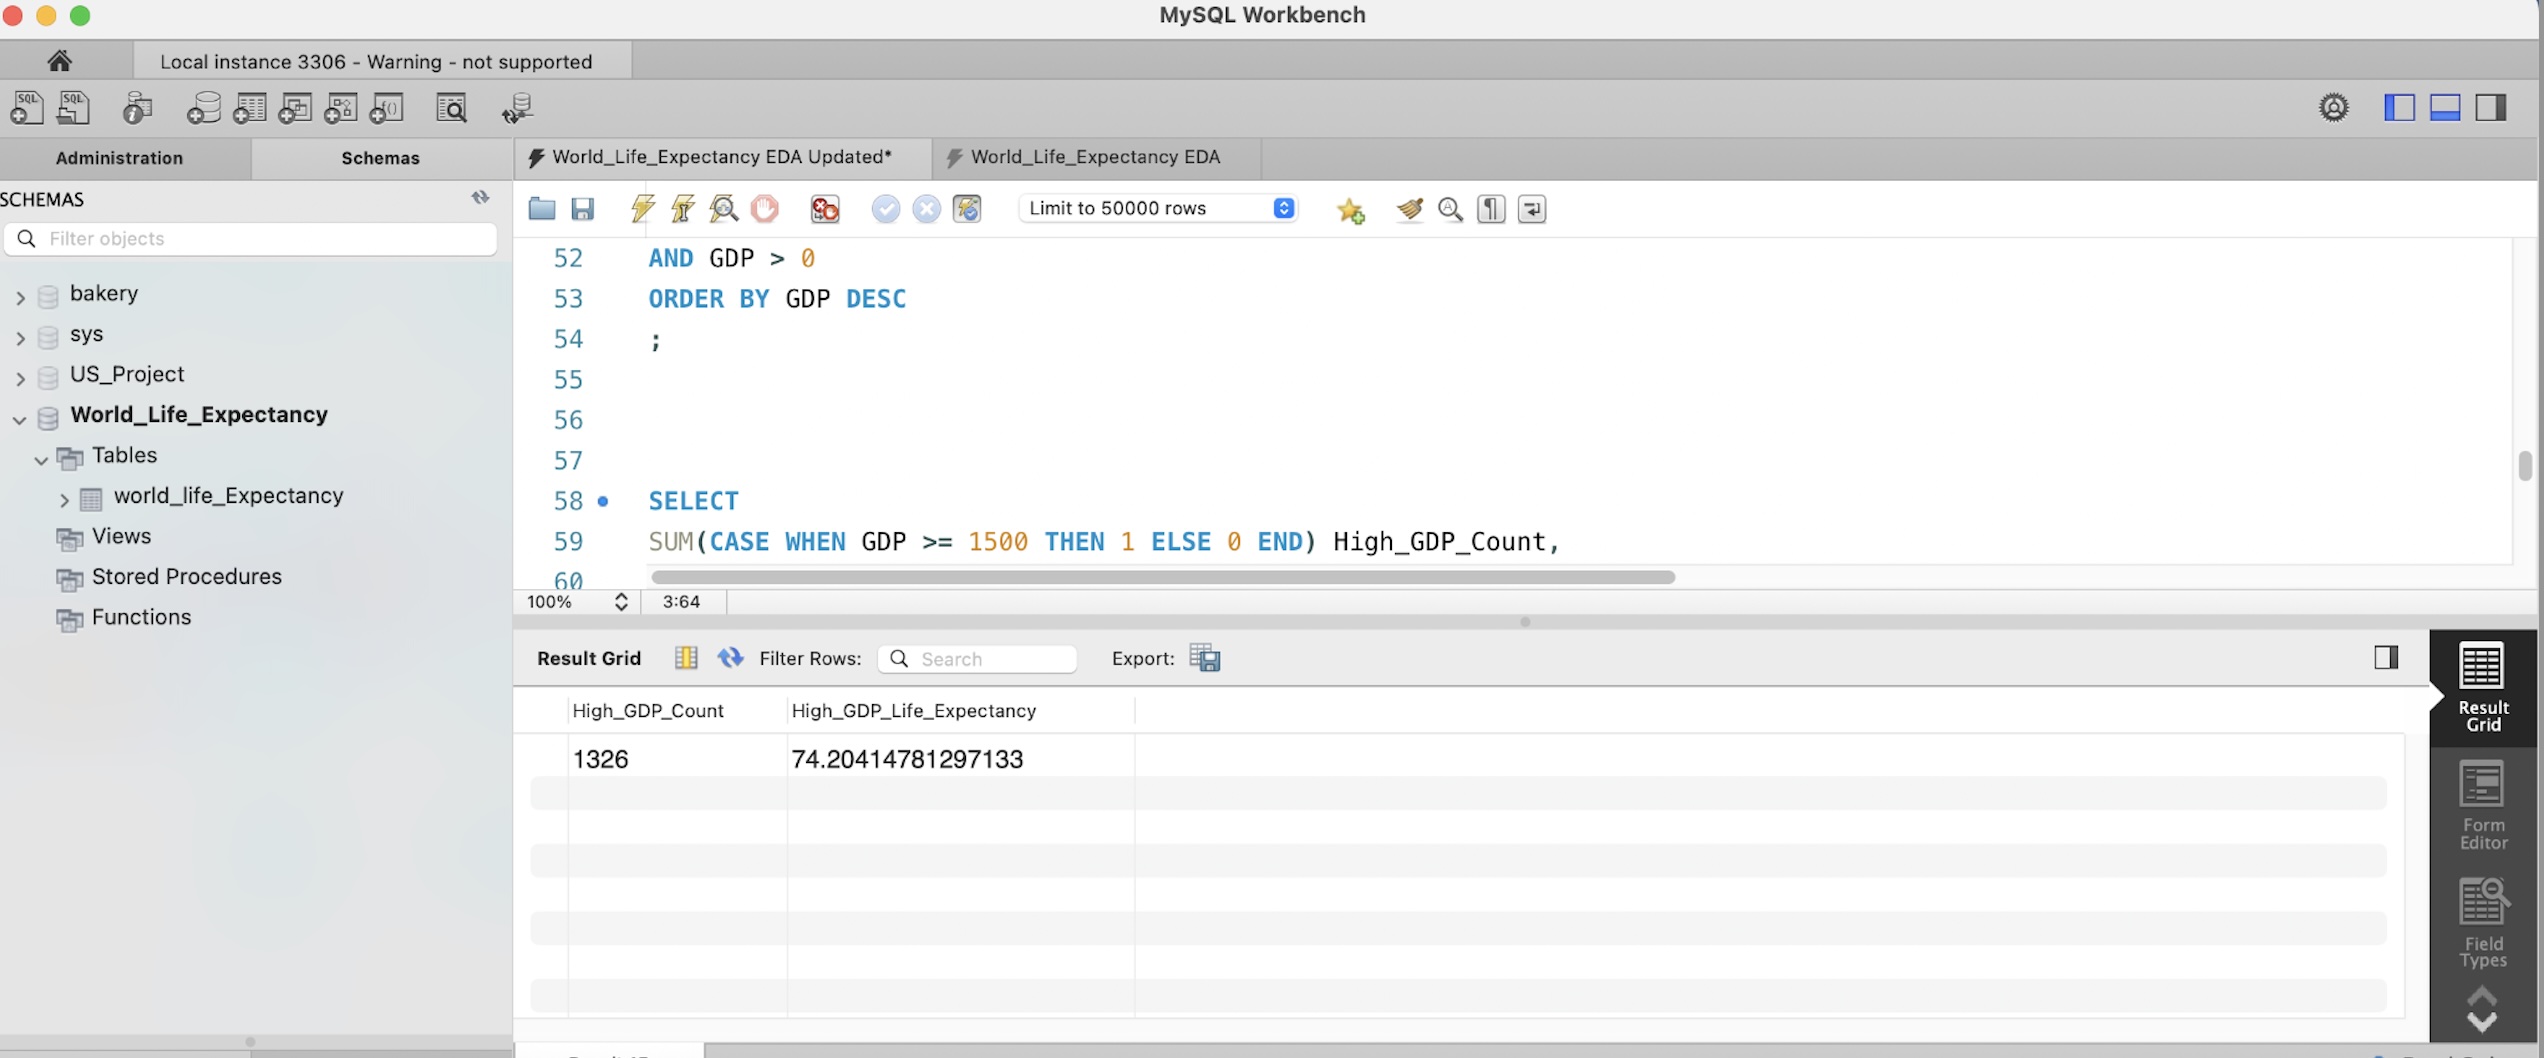 MySQL Workbench
Local instance 3306 - Warning - not supported
SQL SQL
Administration Schemas World_Life_Expectancy EDA Updated* World_Life_Expectancy EDA
SCHEMAS
Filter objects
Limit to 50000 rows
bakery
sys
US_Project
World_Life_Expectancy
Tables
world_life_Expectancy
Views
Stored Procedures
Functions
52 AND GDP > 0
53 ORDER BY GDP DESC
54 ;
55
56
57
58 SELECT
59 SUM(CASE WHEN GDP >= 1500 THEN 1 ELSE 0 END) High_GDP_Count,
60
100% 3:64
Result Grid Filter Rows: Search Export:
High_GDP_Count High_GDP_Life_Expectancy
1326 74.20414781297133
Result
Grid
Form
Editor
Field
Types